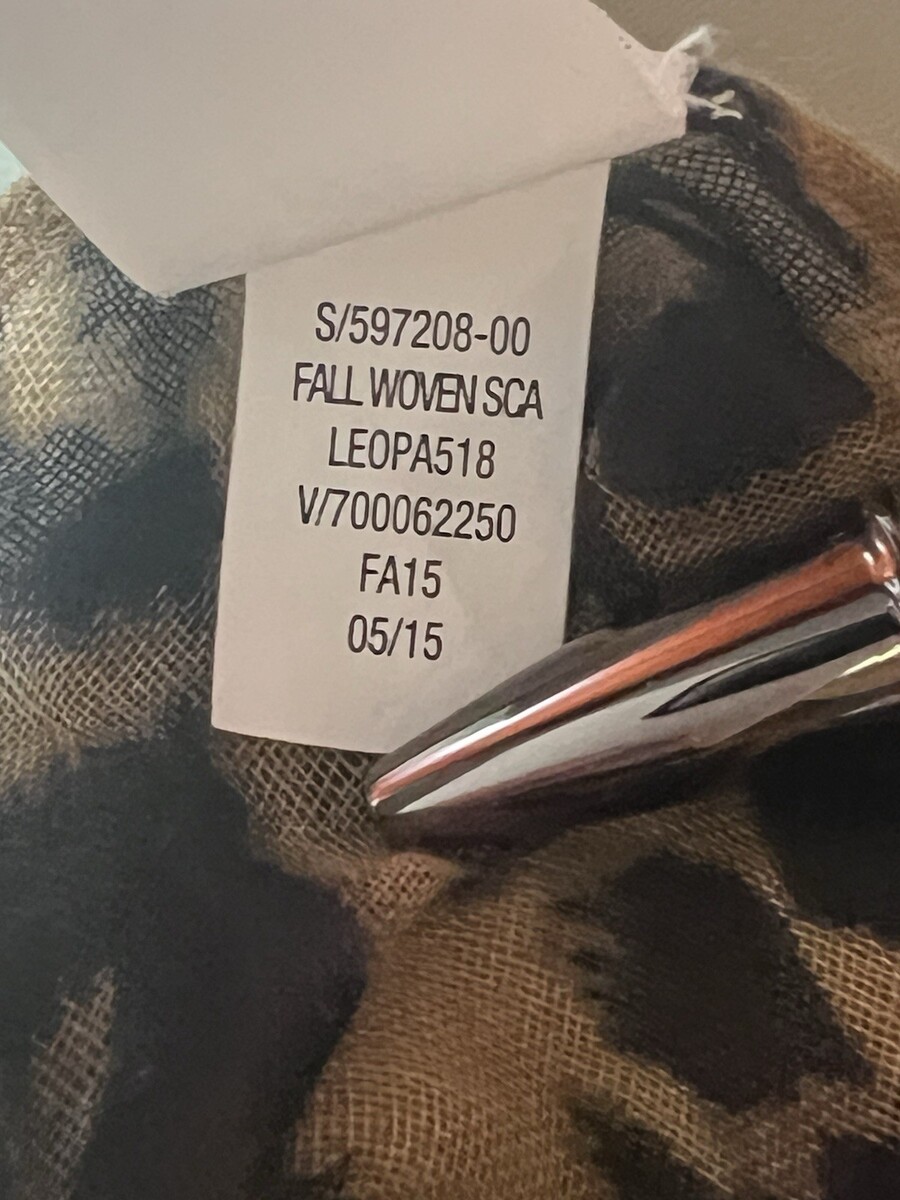 S/597208-00
FALL WOVEN SCA
LEOPA518
V/700062250
FA15
05/15